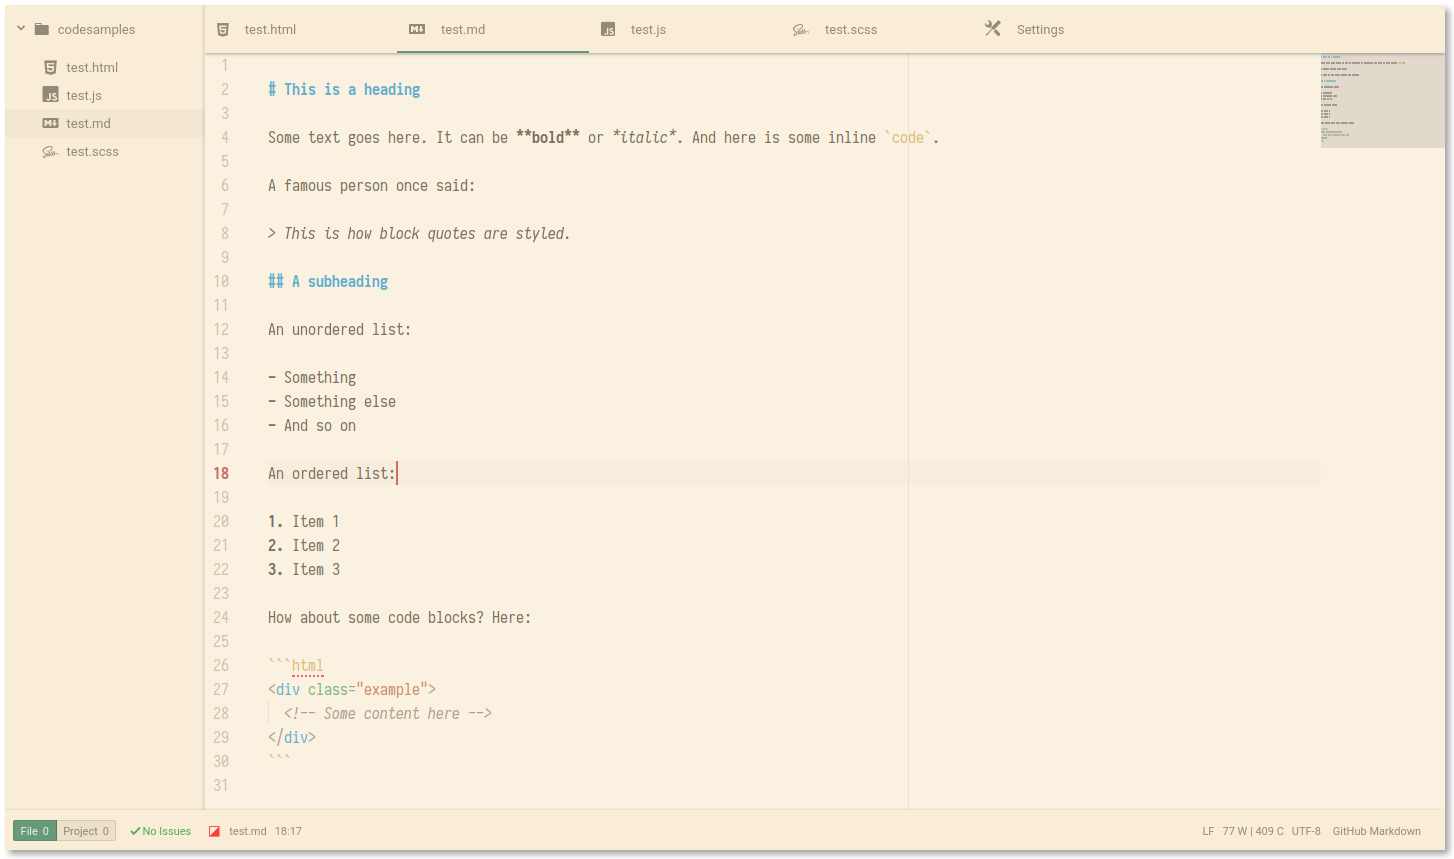 codesamples
test.html
test.js
test.md
test.scss
test.html
test.md
test.js
test.scss
Settings
1
2 # This is a heading
3
4 Some text goes here. It can be **bold** or *italic*. And here is some inline `code`.
5
6 A famous person once said:
7
8 > This is how block quotes are styled.
9
10 ## A subheading
11
12 An unordered list:
13
14 - Something
15 - Something else
16 - And so on
17
18 An ordered list:
19
20 1. Item 1
21 2. Item 2
22 3. Item 3
23
24 How about some code blocks? Here:
25
26 ```html
27 <div class="example">
28   <!-- Some content here -->
29 </div>
30 ```
31
File 0 Project 0 No Issues test.md 18:17 LF 77 W | 409 C UTF-8 GitHub Markdown